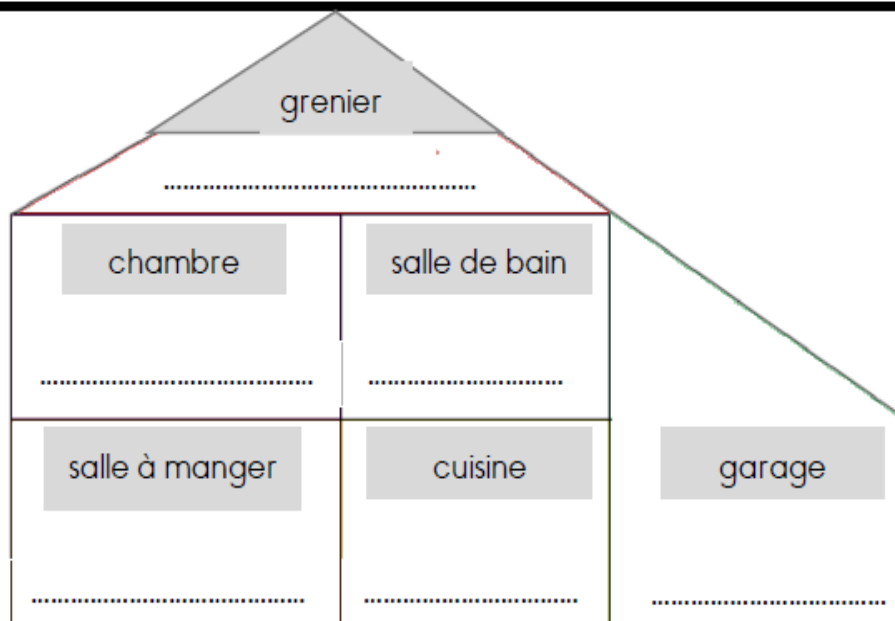 grenier
................................................
chambre
salle de bain
..........................................
..............................
salle à manger
cuisine
garage
..........................................
.................................
....................................